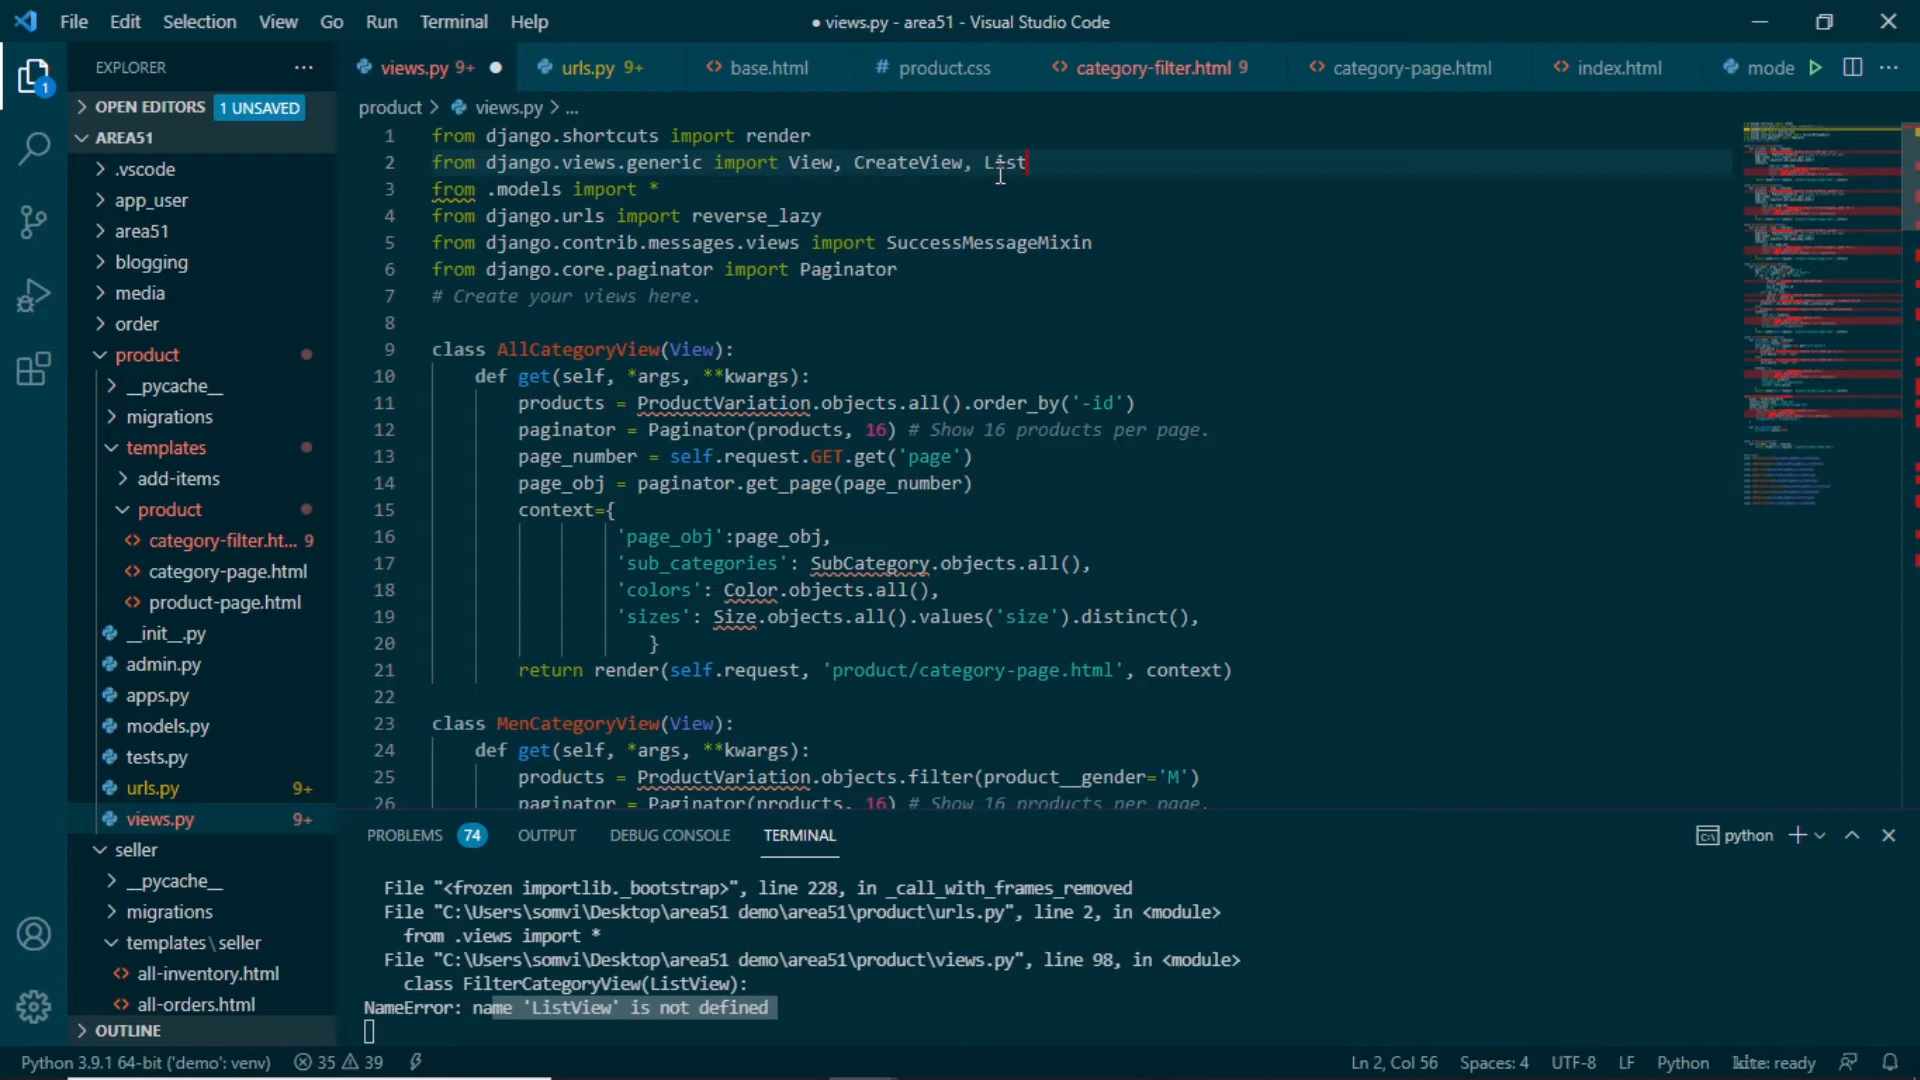 File Edit Selection View Go Run Terminal Help
● views.py - area51 - Visual Studio Code
EXPLORER
views.py 9+
urls.py 9+
base.html
# product.css
category-filter.html 9
category-page.html
index.html
mode
OPEN EDITORS 1 UNSAVED
AREA51
.vscode
app_user
area51
blogging
media
order
product
__pycache__
migrations
templates
add-items
product
category-filter.ht... 9
category-page.html
product-page.html
__init__.py
admin.py
apps.py
models.py
tests.py
urls.py 9+
views.py 9+
seller
__pycache__
migrations
templates\seller
all-inventory.html
all-orders.html
OUTLINE
product > views.py > ...
1 from django.shortcuts import render
2 from django.views.generic import View, CreateView, List
3 from .models import *
4 from django.urls import reverse_lazy
5 from django.contrib.messages.views import SuccessMessageMixin
6 from django.core.paginator import Paginator
7 # Create your views here.
8
9 class AllCategoryView(View):
10 def get(self, *args, **kwargs):
11 products = ProductVariation.objects.all().order_by('-id')
12 paginator = Paginator(products, 16) # Show 16 products per page.
13 page_number = self.request.GET.get('page')
14 page_obj = paginator.get_page(page_number)
15 context={
16 'page_obj':page_obj,
17 'sub_categories': SubCategory.objects.all(),
18 'colors': Color.objects.all(),
19 'sizes': Size.objects.all().values('size').distinct(),
20 }
21 return render(self.request, 'product/category-page.html', context)
22
23 class MenCategoryView(View):
24 def get(self, *args, **kwargs):
25 products = ProductVariation.objects.filter(product__gender='M')
26 paginator = Paginator(products, 16) # Show 16 products per page.
PROBLEMS 74 OUTPUT DEBUG CONSOLE TERMINAL
python
File "<frozen importlib._bootstrap>", line 228, in _call_with_frames_removed
File "C:\Users\somvi\Desktop\area51 demo\area51\product\urls.py", line 2, in <module>
from .views import *
File "C:\Users\somvi\Desktop\area51 demo\area51\product\views.py", line 98, in <module>
class FilterCategoryView(ListView):
NameError: name 'ListView' is not defined
Python 3.9.1 64-bit ('demo': venv) 35 39
Ln 2, Col 56 Spaces: 4 UTF-8 LF Python kite: ready